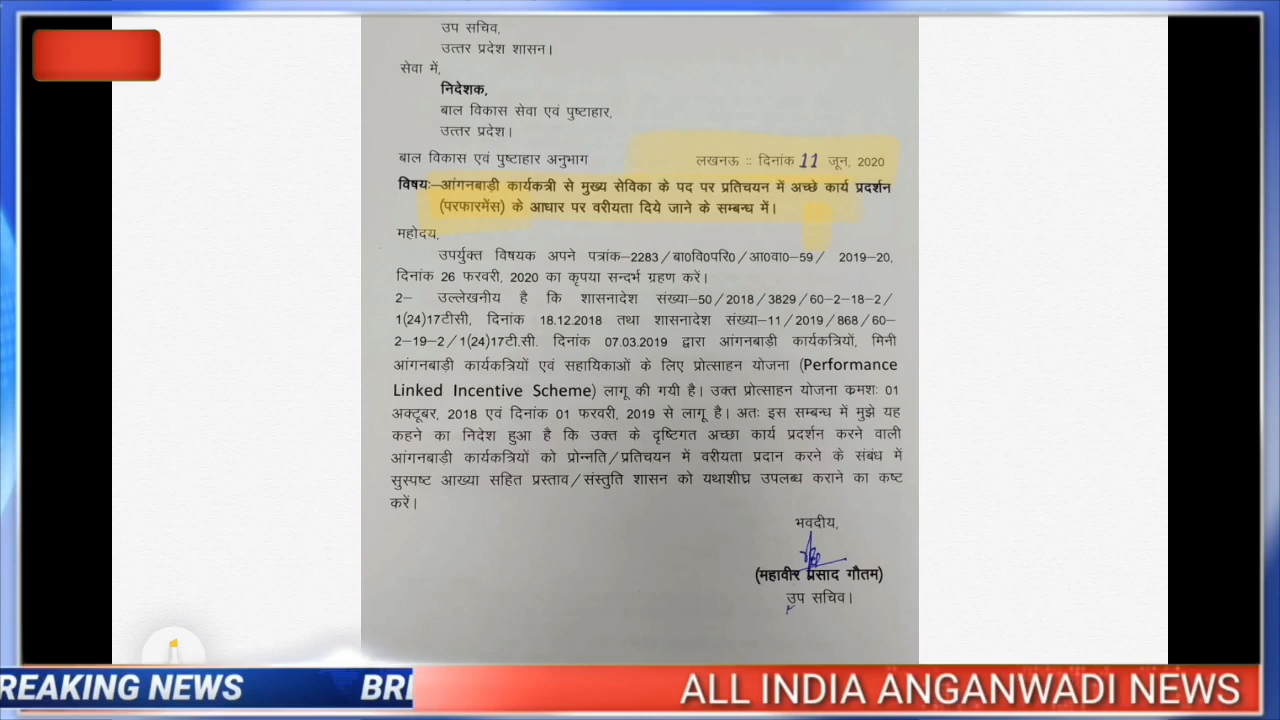 उप सचिव,
उत्तर प्रदेश शासन।
सेवा में,
निदेशक,
बाल विकास सेवा एवं पुष्टाहार,
उत्तर प्रदेश।
बाल विकास एवं पुष्टाहार अनुभाग लखनऊ :: दिनांक 11 जून, 2020
विषयः–आंगनबाड़ी कार्यकत्री से मुख्य सेविका के पद पर प्रतिचयन में अच्छे कार्य प्रदर्शन
(परफारमेंस) के आधार पर वरीयता दिये जाने के सम्बन्ध में।
महोदय,
उपर्युक्त विषयक अपने पत्रांक–2283/बा0वि0परि0/आ0वा0–59/ 2019–20,
दिनांक 26 फरवरी, 2020 का कृपया सन्दर्भ ग्रहण करें।
2– उल्लेखनीय है कि शासनादेश संख्या–50/2018/3829/60–2–18–2/
1(24)17टीसी, दिनांक 18.12.2018 तथा शासनादेश संख्या–11/2019/868/60–
2–19–2/1(24)17टी.सी. दिनांक 07.03.2019 द्वारा आंगनबाड़ी कार्यकत्रियों, मिनी
आंगनबाड़ी कार्यकत्रियों एवं सहायिकाओं के लिए प्रोत्साहन योजना (Performance
Linked Incentive Scheme) लागू की गयी है। उक्त प्रोत्साहन योजना क्रमशः 01
अक्टूबर, 2018 एवं दिनांक 01 फरवरी, 2019 से लागू है। अतः इस सम्बन्ध में मुझे यह
कहने का निदेश हुआ है कि उक्त के दृष्टिगत अच्छा कार्य प्रदर्शन करने वाली
आंगनबाड़ी कार्यकत्रियों को प्रोन्नति/प्रतिचयन में वरीयता प्रदान करने के संबंध में
सुस्पष्ट आख्या सहित प्रस्ताव/संस्तुति शासन को यथाशीघ्र उपलब्ध कराने का कष्ट
करें।
भवदीय,
(महावीर प्रसाद गौतम)
उप सचिव।
REAKING NEWS BRE ALL INDIA ANGANWADI NEWS